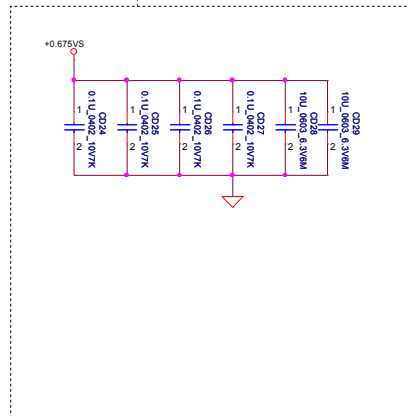 +0.675VS
1
2
CD24
0.1U_0402_10V7K
1
2
CD25
0.1U_0402_10V7K
1
2
CD26
0.1U_0402_10V7K
1
2
CD27
0.1U_0402_10V7K
1
2
CD28
10U_0603_6.3V6M
1
2
CD29
10U_0603_6.3V6M